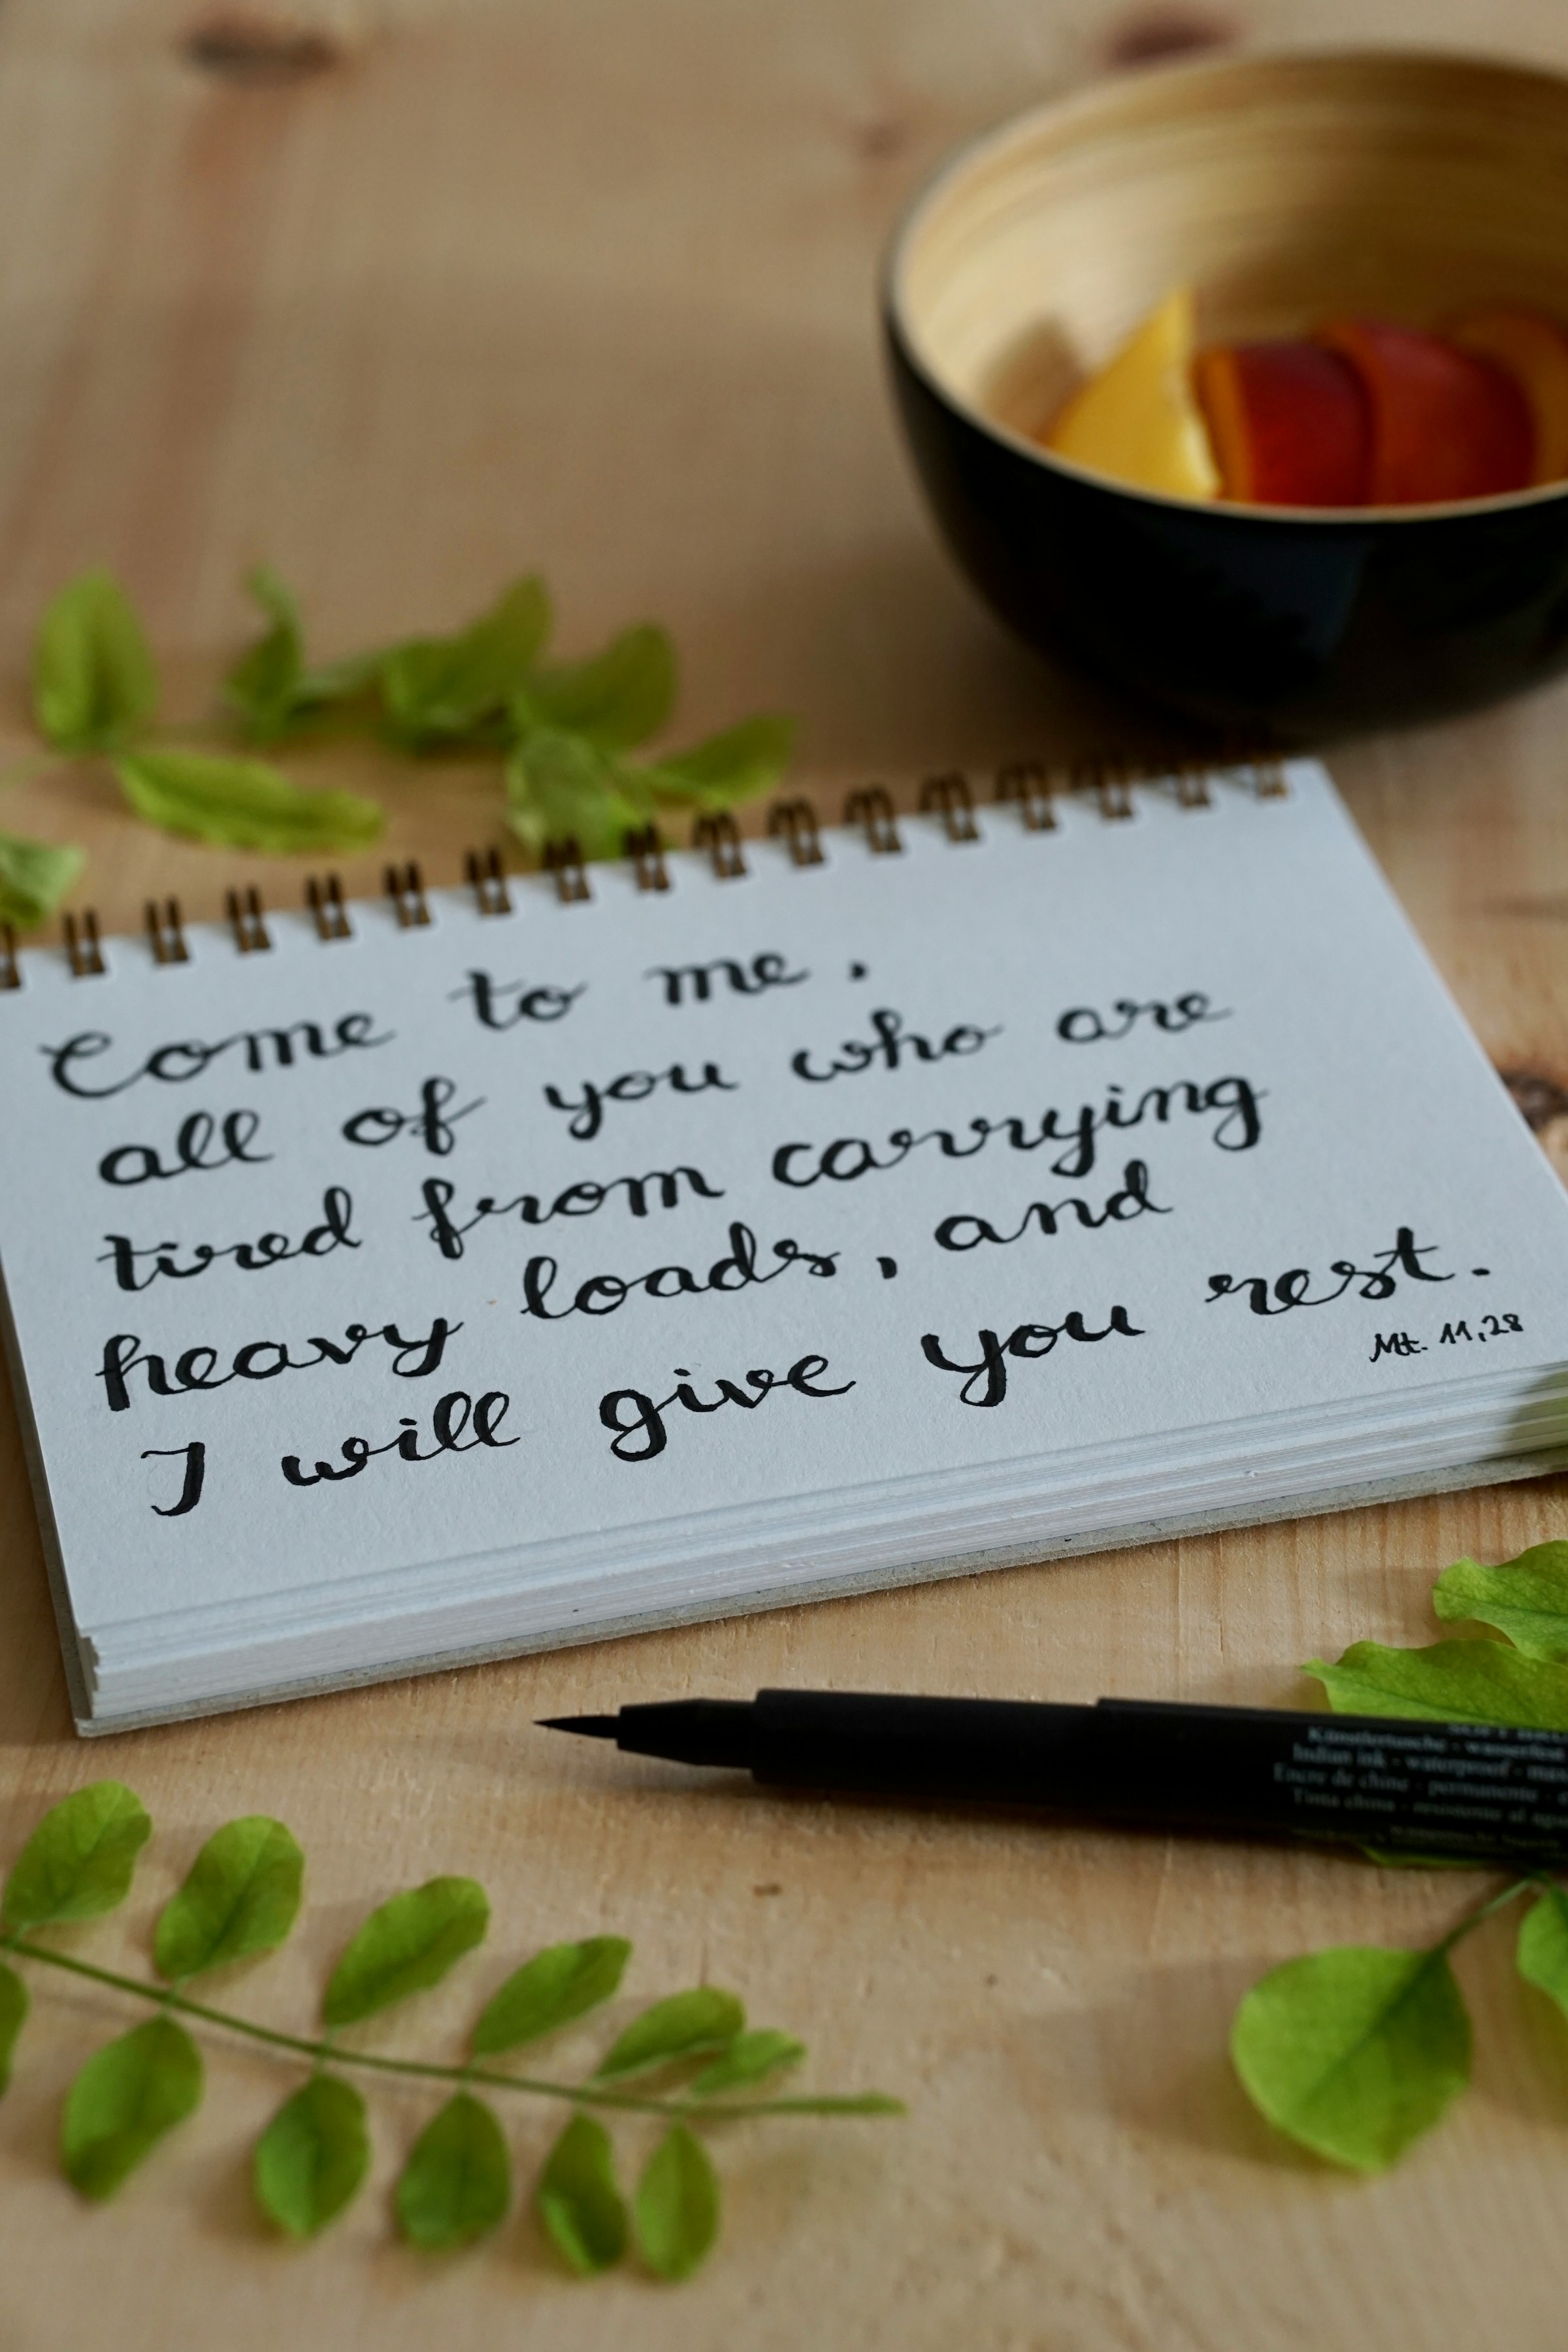 Come to me,
all of you who are
tired from carrying
heavy loads, and
I will give you rest.
Mt. 11,28
Künstlertusche - wasserfest
Indian ink - waterproof
Encre de chine - permanente
Tinta china - resistente al